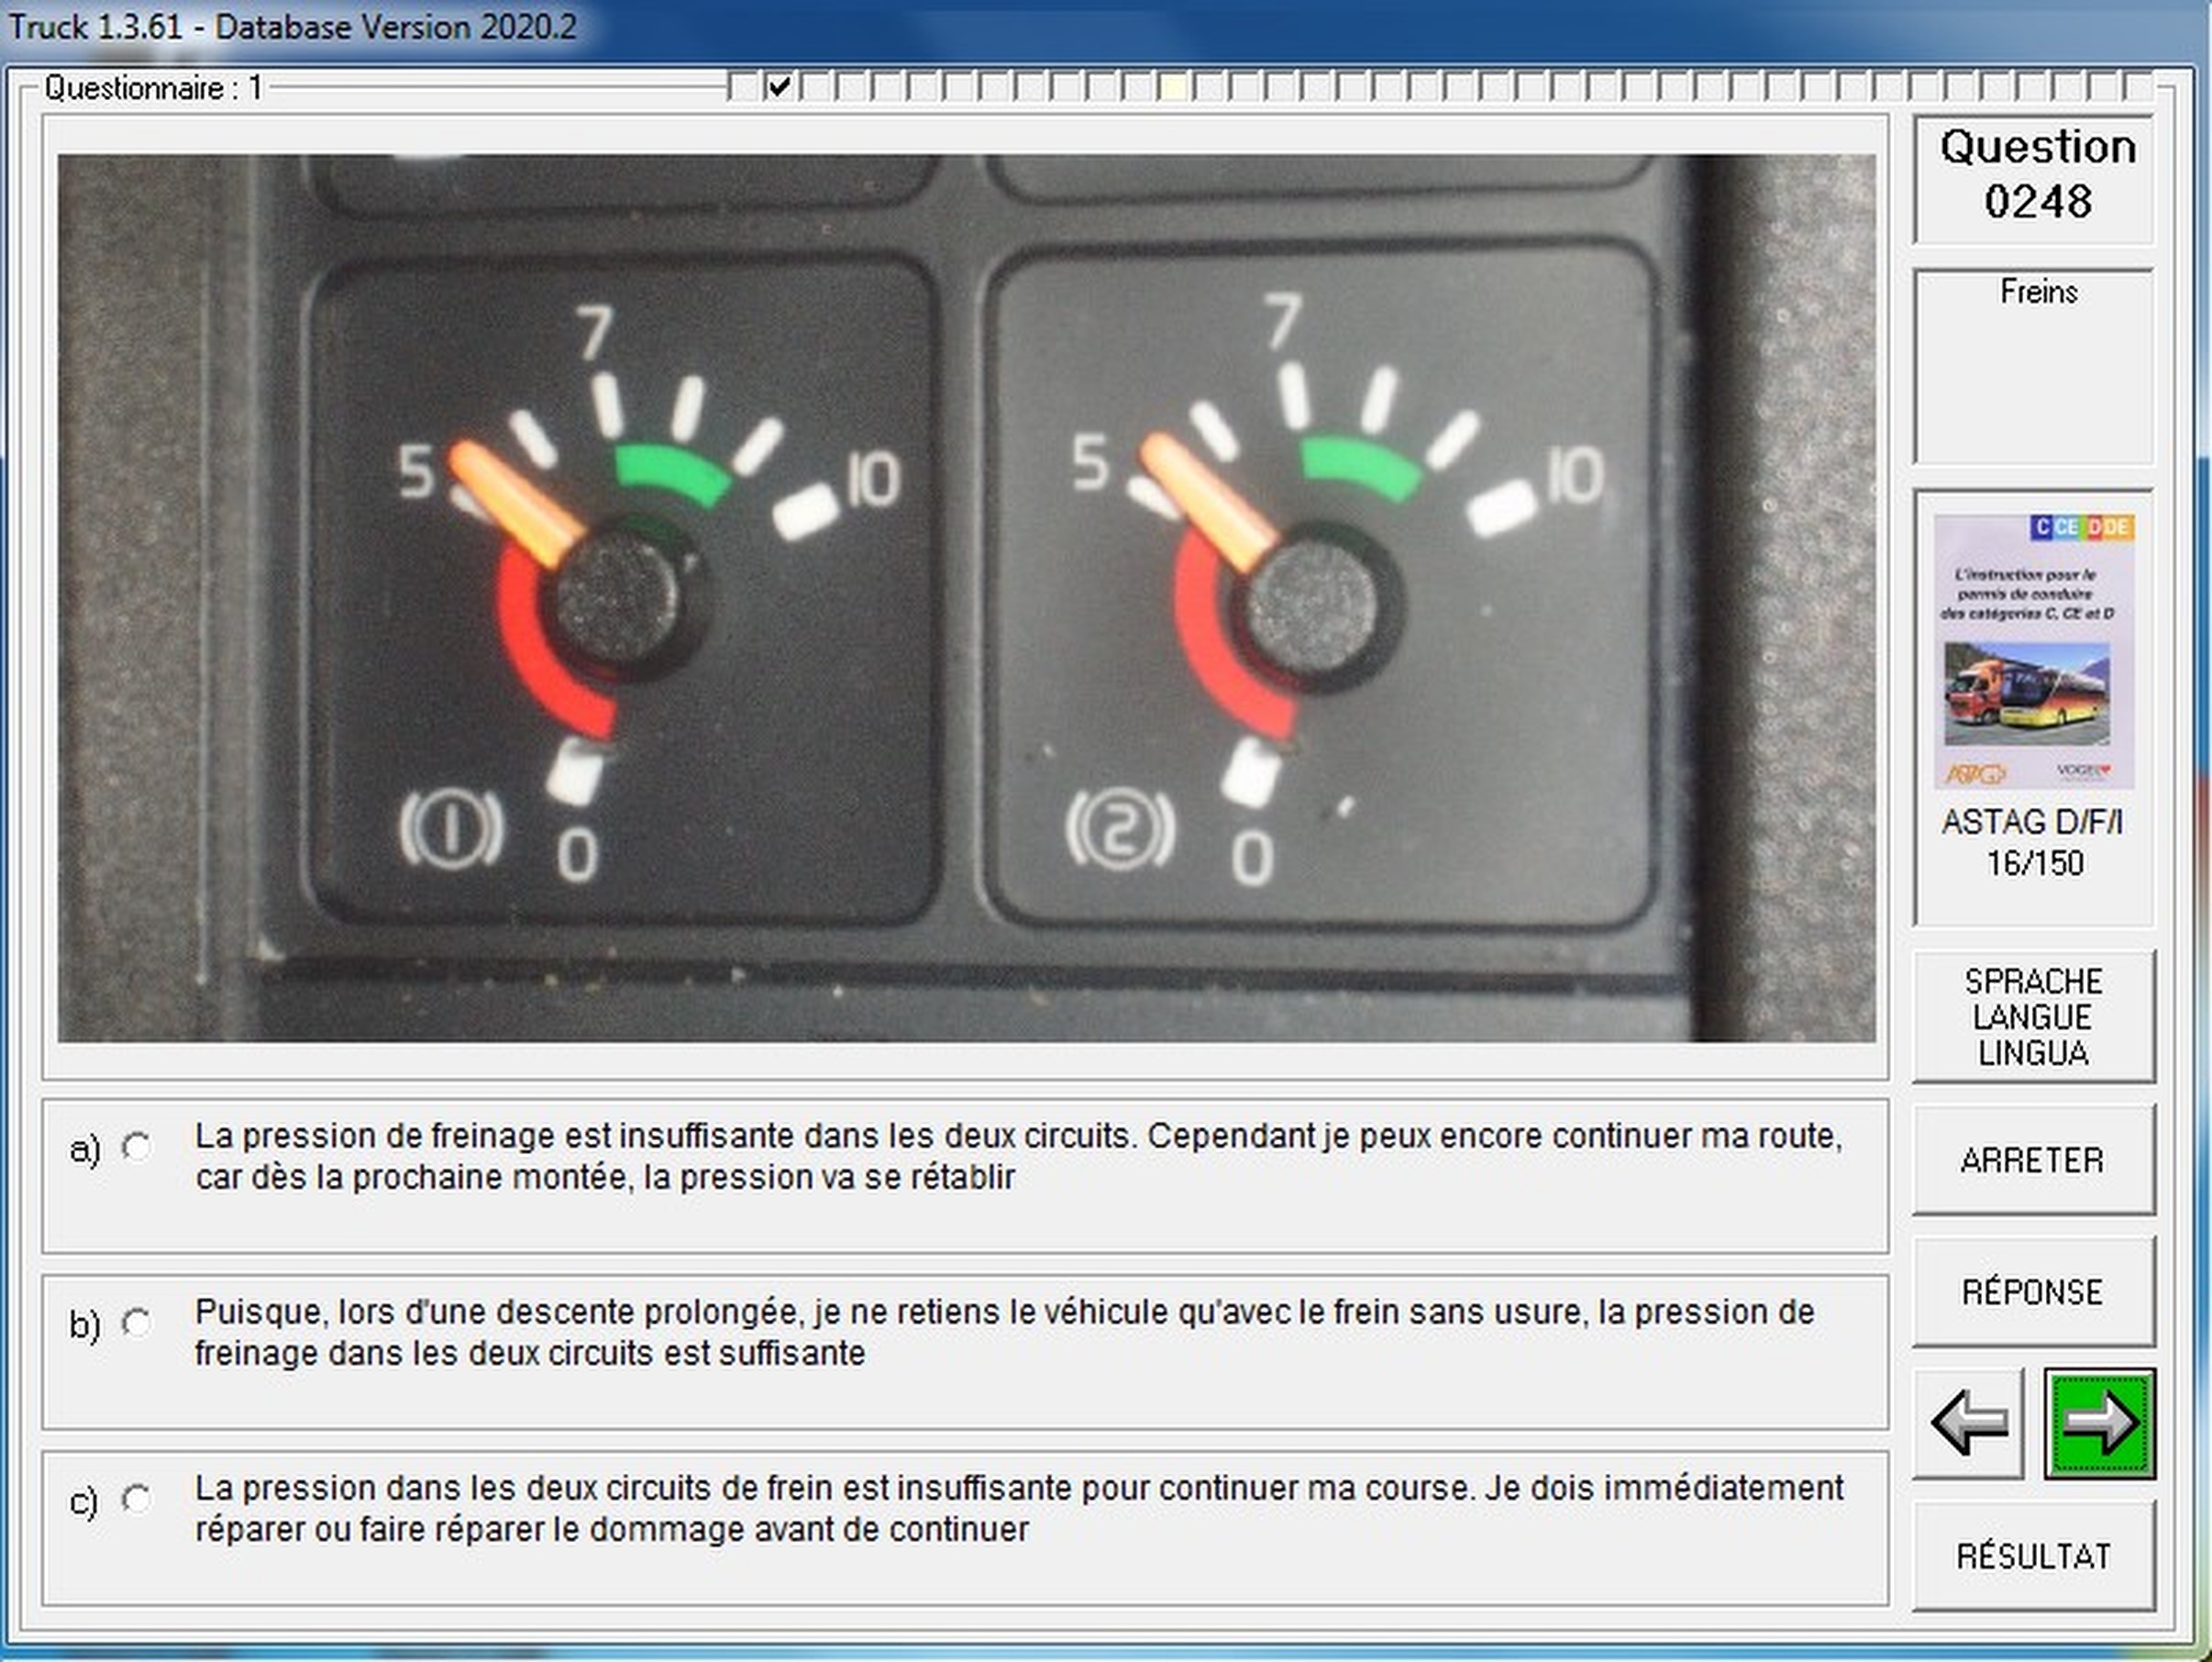 Truck 1.3.61 - Database Version 2020.2
Questionnaire : 1
Question
0248
Freins
7
5
10
1
0
7
5
10
2
0
C CE D DE
L'instruction pour le
permis de conduire
des catégories C, CE et D
ASTAG
VOGEL
ASTAG D/F/I
16/150
SPRACHE
LANGUE
LINGUA
ARRETER
RÉPONSE
RÉSULTAT
a) La pression de freinage est insuffisante dans les deux circuits. Cependant je peux encore continuer ma route,
car dès la prochaine montée, la pression va se rétablir
b) Puisque, lors d'une descente prolongée, je ne retiens le véhicule qu'avec le frein sans usure, la pression de
freinage dans les deux circuits est suffisante
c) La pression dans les deux circuits de frein est insuffisante pour continuer ma course. Je dois immédiatement
réparer ou faire réparer le dommage avant de continuer